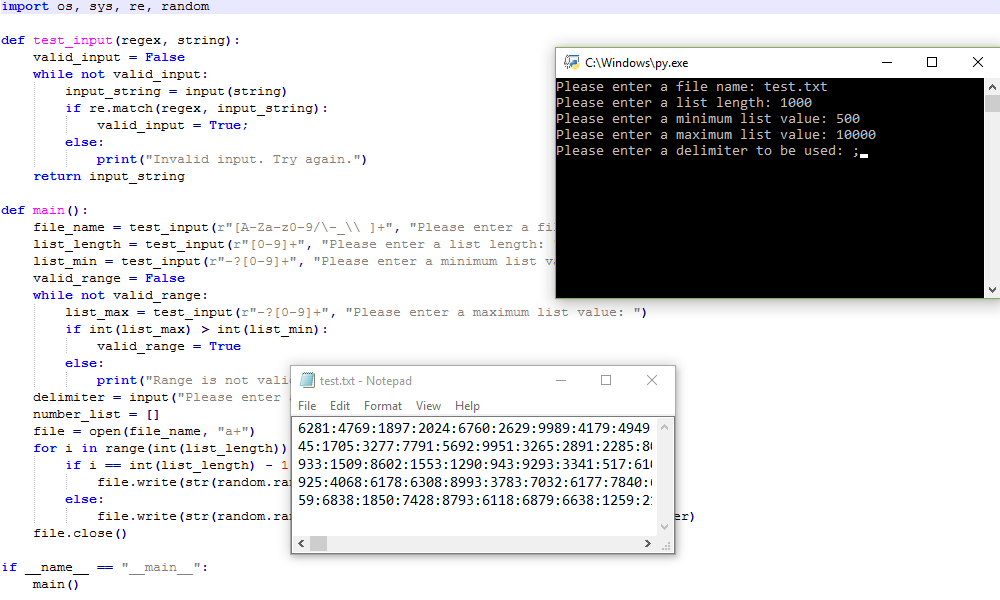 import os, sys, re, random
def test_input(regex, string):
valid_input = False
while not valid_input:
input_string = input(string)
if re.match(regex, input_string):
valid_input = True;
else:
print("Invalid input. Try again.")
return input_string
def main():
file_name = test_input(r"[A-Za-z0-9/\-_\\ ]+", "Please enter a fi
list_length = test_input(r"[0-9]+", "Please enter a list length:
list_min = test_input(r"-?[0-9]+", "Please enter a minimum list va
valid_range = False
while not valid_range:
list_max = test_input(r"-?[0-9]+", "Please enter a maximum list value: ")
if int(list_max) > int(list_min):
valid_range = True
else:
print("Range is not vali
delimiter = input("Please enter
number_list = []
file = open(file_name, "a+")
for i in range(int(list_length))
if i == int(list_length) - 1
file.write(str(random.ra
else:
file.write(str(random.ra
er)
file.close()
if __name__ == "__main__":
main()
C:\Windows\py.exe
Please enter a file name: test.txt
Please enter a list length: 1000
Please enter a minimum list value: 500
Please enter a maximum list value: 10000
Please enter a delimiter to be used: ;
test.txt - Notepad
File Edit Format View Help
6281:4769:1897:2024:6760:2629:9989:4179:4949
45:1705:3277:7791:5692:9951:3265:2891:2285:8
933:1509:8602:1553:1290:943:9293:3341:517:61
925:4068:6178:6308:8993:3783:7032:6177:7840:
59:6838:1850:7428:8793:6118:6879:6638:1259:2